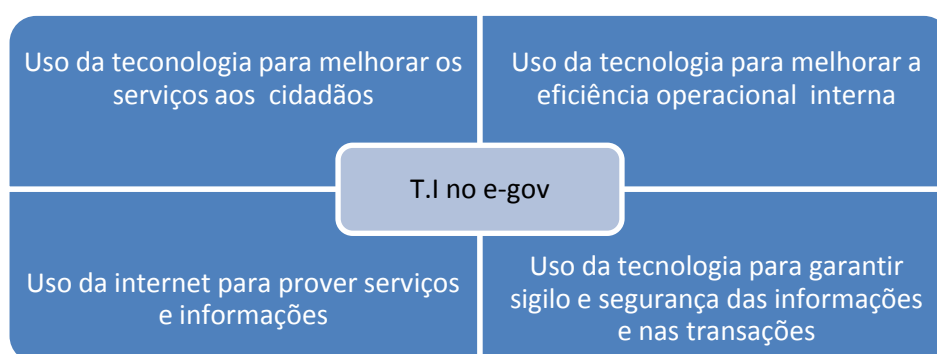 Uso da teconologia para melhorar os
serviços aos cidadãos
Uso da tecnologia para melhorar a
eficiência operacional interna
T.I no e-gov
Uso da internet para prover serviços
e informações
Uso da tecnologia para garantir
sigilo e segurança das informações
e nas transações